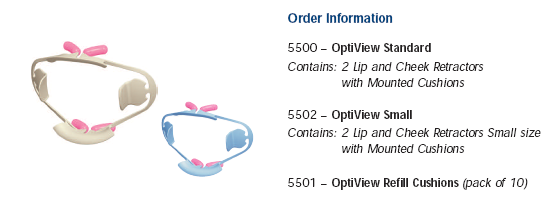 Order Information
5500 – OptiView Standard
Contains: 2 Lip and Cheek Retractors
with Mounted Cushions
5502 – OptiView Small
Contains: 2 Lip and Cheek Retractors Small size
with Mounted Cushions
5501 – OptiView Refill Cushions (pack of 10)